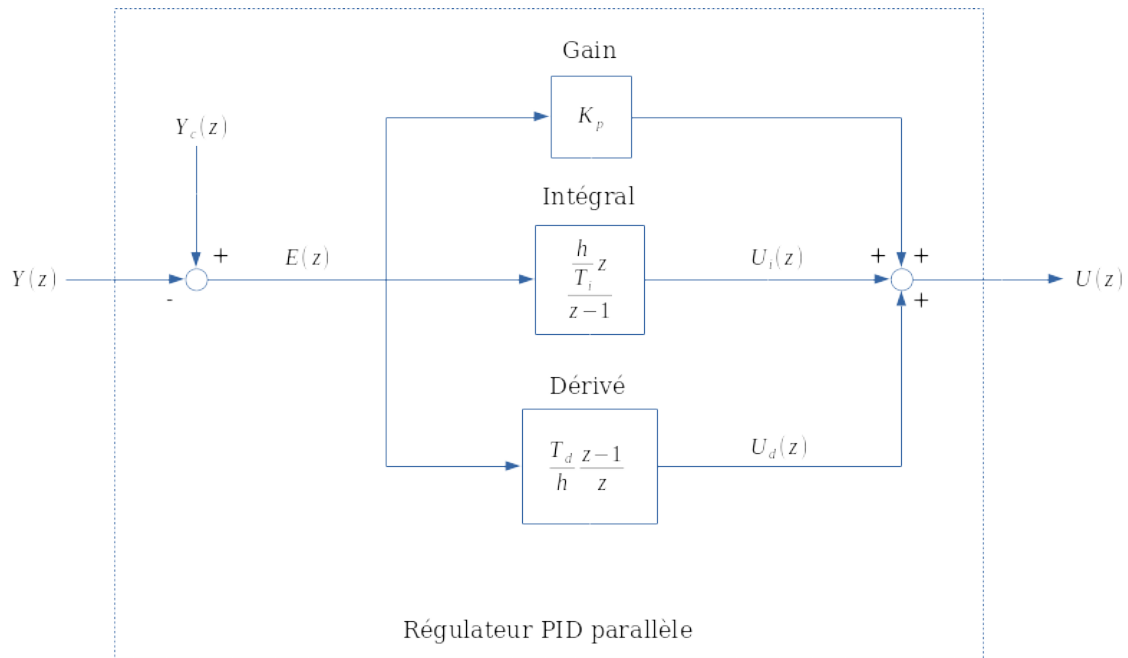 Gain
K_p
Y_c(z)
Intégral
+
E(z)
Y(z)
-
h
T_i
z
z-1
U_i(z)
+
+
+
U(z)
Dérivé
T_d
h
z-1
z
U_d(z)
Régulateur PID parallèle